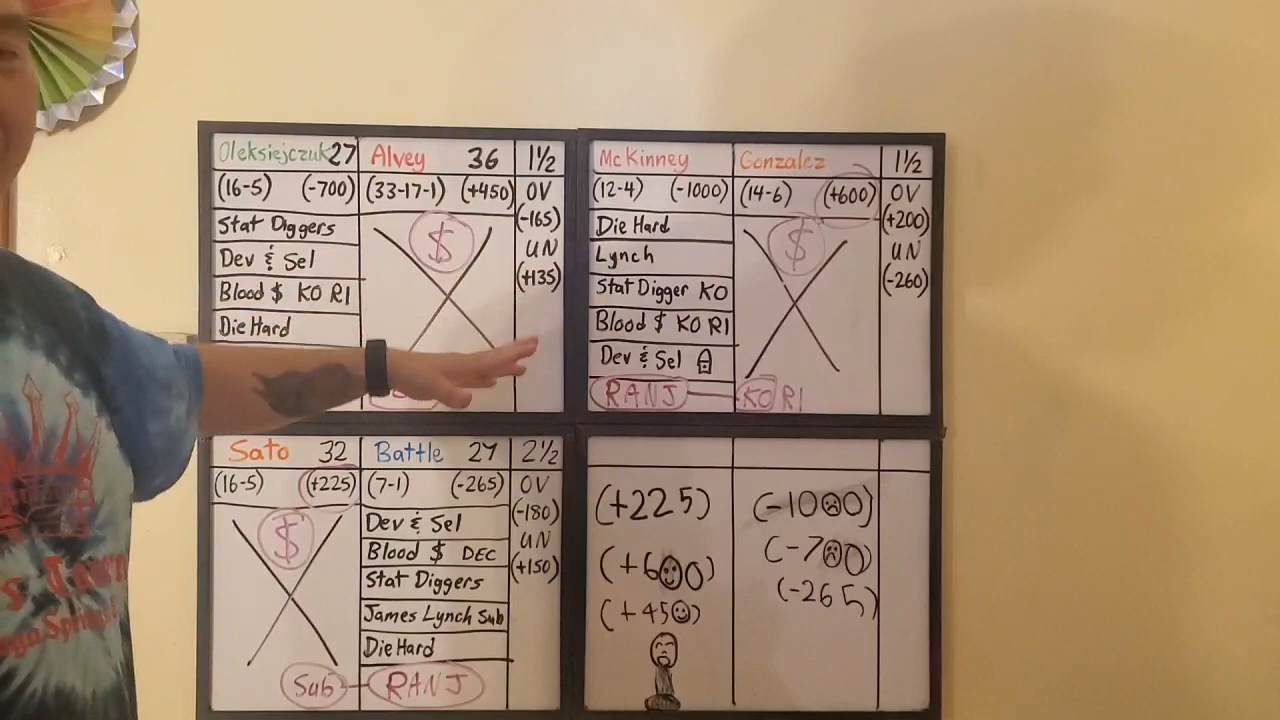 Oleksiejczuk 27 Alvey 36 1½
(16-5) (-700) (33-17-1) (+450) OV
(-165)
UN
(+135)
Stat Diggers
Dev & Sel
Blood $ KO R1
Die Hard
$
McKinney Gonzalez 1½
(12-4) (-1000) (14-6) (+600) OV
(+200)
UN
(-260)
Die Hard
Lynch
Stat Digger KO
Blood $ KO R1
Dev & Sel
RANJ KO R1
$
Sato 32 Battle 27 2½
(16-5) (+225) (7-1) (-265) OV
(-180)
UN
(+150)
$
Dev & Sel
Blood $ DEC
Stat Diggers
James Lynch Sub
Die Hard
Sub RANJ
(+225) (-1000)
(+600) (-700)
(+450) (-265)